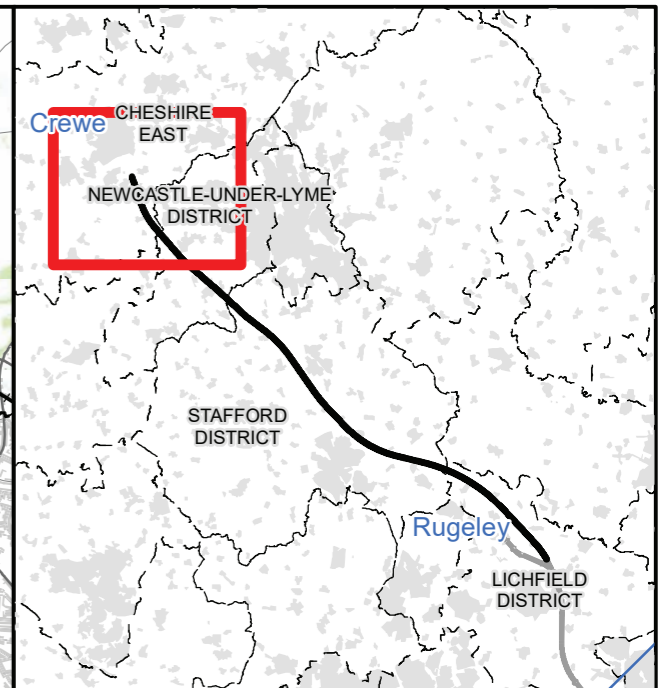 CHESHIRE
EAST
Crewe
NEWCASTLE-UNDER-LYME
DISTRICT
STAFFORD
DISTRICT
Rugeley
LICHFIELD
DISTRICT